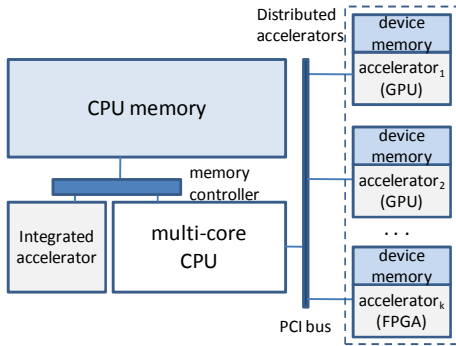 Distributed
accelerators
device
memory
accelerator₁
(GPU)
CPU memory
memory
controller
device
memory
accelerator₂
(GPU)
Integrated
accelerator
multi-core
CPU
...
device
memory
acceleratorₖ
(FPGA)
PCI bus